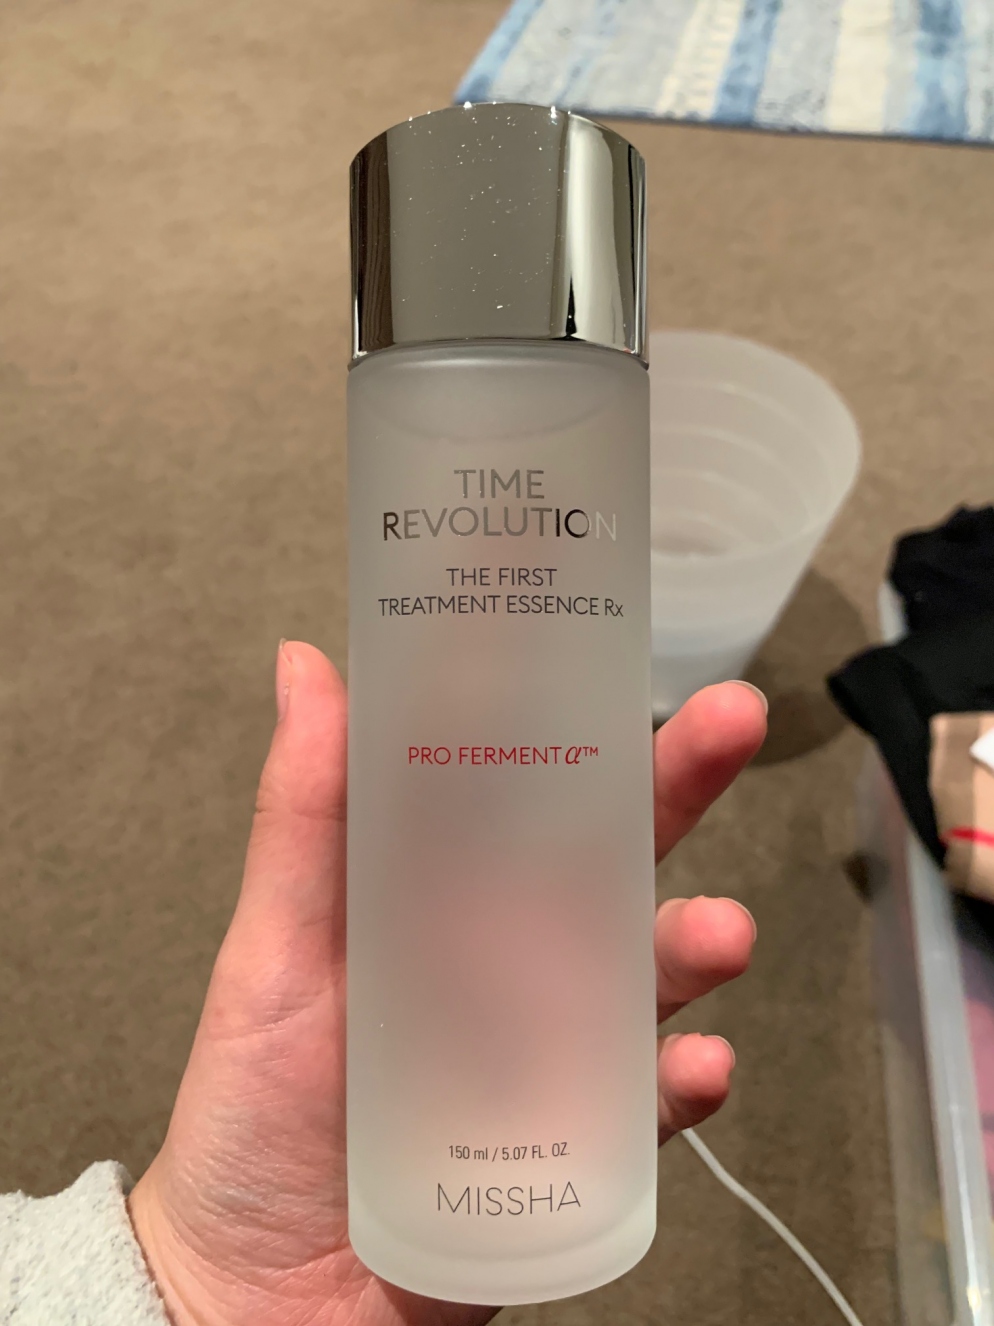 TIME
REVOLUTION
THE FIRST
TREATMENT ESSENCE Rx
PRO FERMENT α™
150 ml / 5.07 FL. OZ.
MISSHA